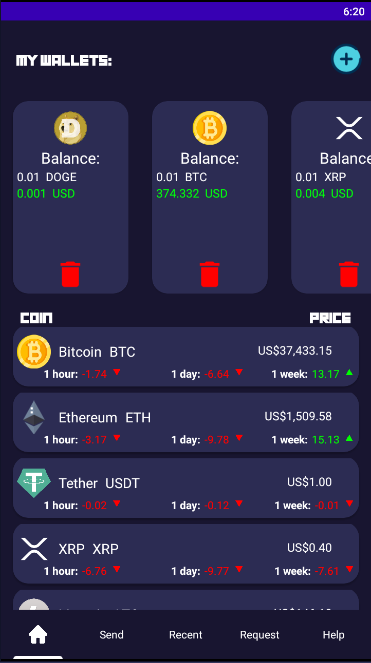 6:20
MY WALLETS:
Balance: Balance: Balance
0.01 DOGE 0.01 BTC 0.01 XRP
0.001 USD 374.332 USD 0.004 USD
COIN PRICE
Bitcoin BTC US$37,433.15
1 hour: -1.74 1 day: -6.64 1 week: 13.17
Ethereum ETH US$1,509.58
1 hour: -3.17 1 day: -9.78 1 week: 15.13
Tether USDT US$1.00
1 hour: -0.02 1 day: -0.12 1 week: -0.01
XRP XRP US$0.40
1 hour: -6.76 1 day: -9.77 1 week: -7.61
Send Recent Request Help